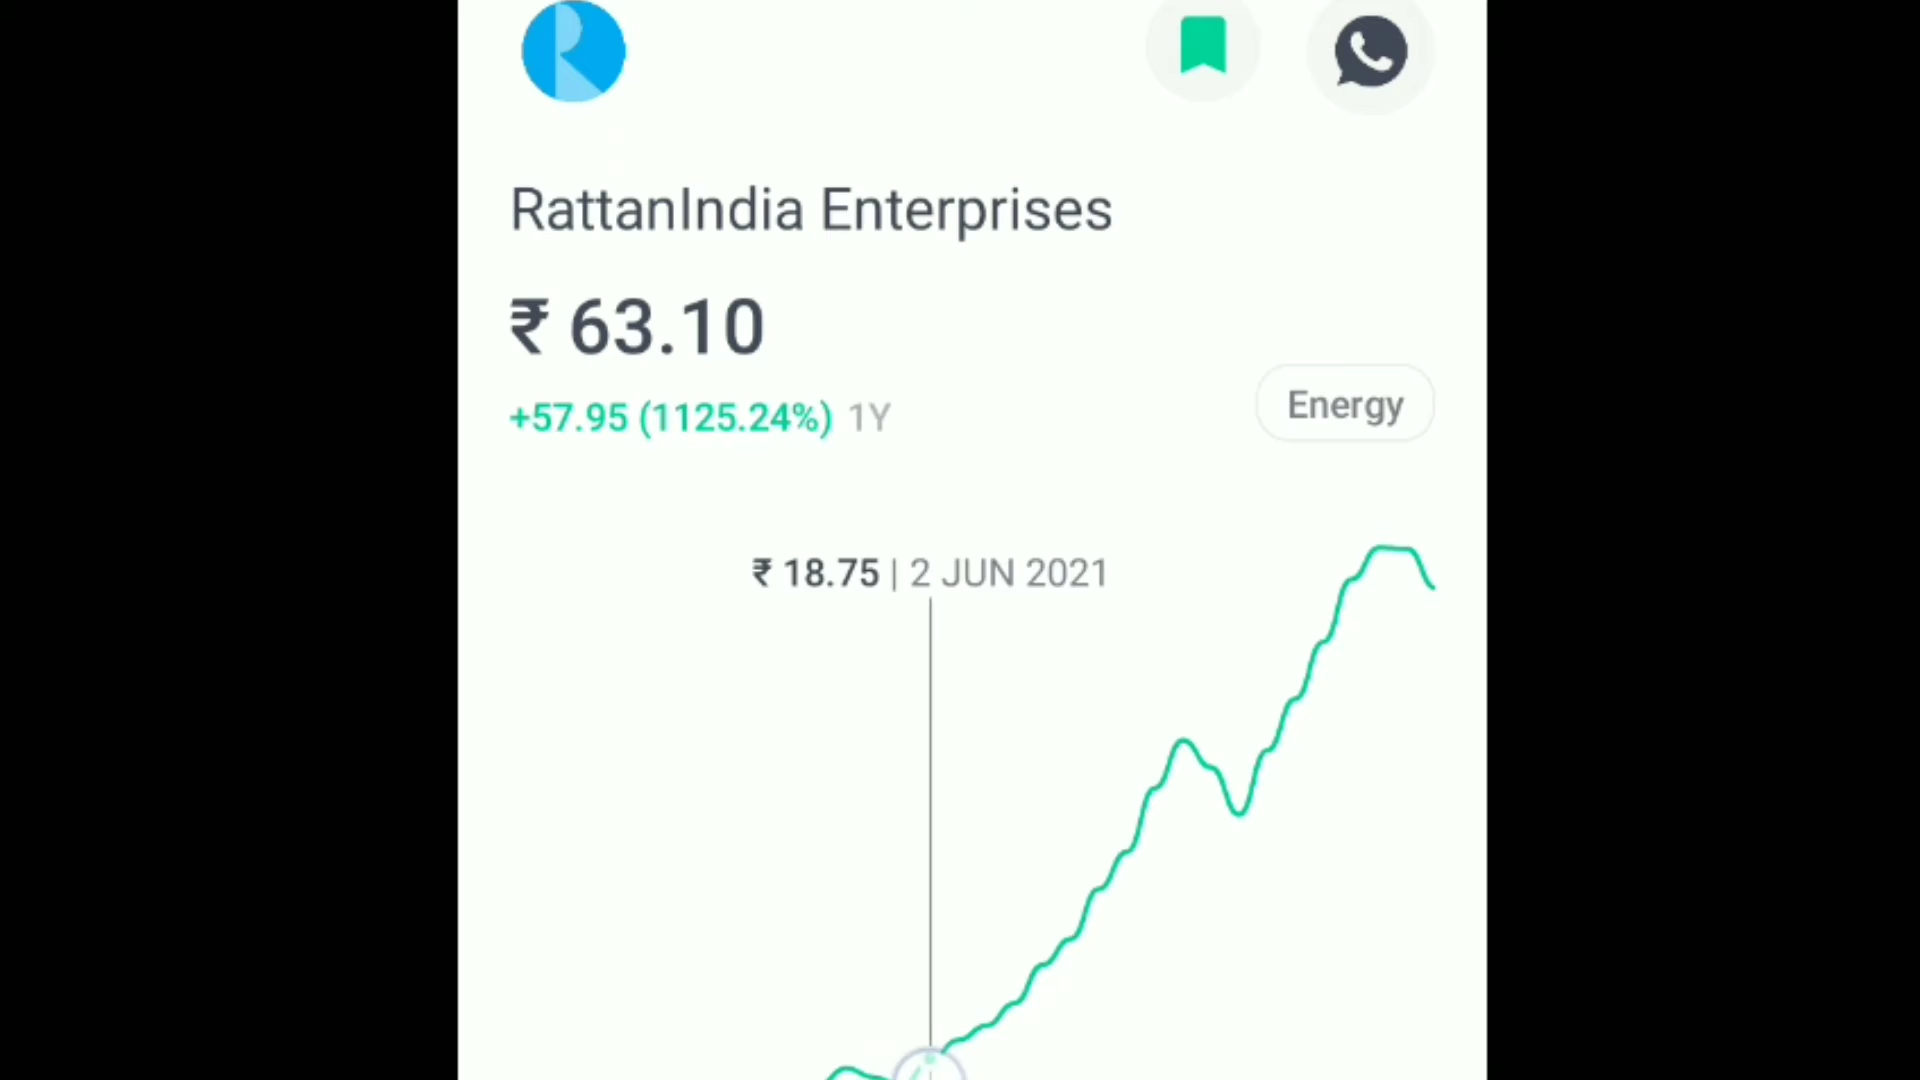 RattanIndia Enterprises
₹ 63.10
+57.95 (1125.24%) 1Y
Energy
₹ 18.75 | 2 JUN 2021